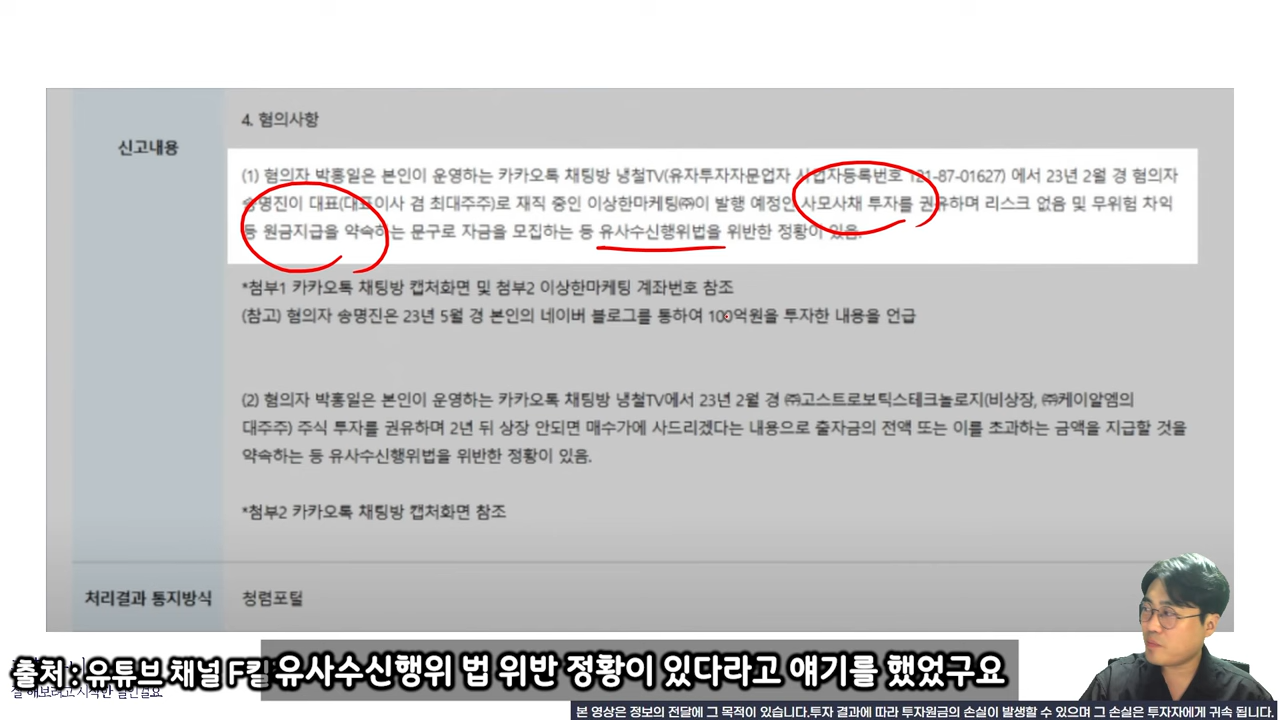 4. 혐의사항
신고내용
(1) 혐의자 박홍일은 본인이 운영하는 카카오톡 채팅방 냉철TV(유자투자자문업자 사업자등록번호 121-87-01627) 에서 23년 2월 경 혐의자
송명진이 대표(대표이사 겸 최대주주)로 재직 중인 이상한마케팅㈜이 발행 예정인 사모사채 투자를 권유하며 리스크 없음 및 무위험 차익
등 원금지급을 약속하는 문구로 자금을 모집하는 등 유사수신행위법을 위반한 정황이 있음.
*첨부1 카카오톡 채팅방 캡처화면 및 첨부2 이상한마케팅 계좌번호 참조
(참고) 혐의자 송명진은 23년 5월 경 본인의 네이버 블로그를 통하여 100억원을 투자한 내용을 언급
(2) 혐의자 박홍일은 본인이 운영하는 카카오톡 채팅방 냉철TV에서 23년 2월 경 ㈜고스트로보틱스테크놀로지(비상장, ㈜케이알엠의
대주주) 주식 투자를 권유하며 2년 뒤 상장 안되면 매수가에 사드리겠다는 내용으로 출자금의 전액 또는 이를 초과하는 금액을 지급할 것을
약속하는 등 유사수신행위법을 위반한 정황이 있음.
*첨부2 카카오톡 채팅방 캡처화면 참조
처리결과 통지방식
청렴포털
출처 : 유튜브 채널 F킬
유사수신행위 법 위반 정황이 있다라고 얘기를 했었구요
본 영상은 정보의 전달에 그 목적이 있습니다.투자 결과에 따라 투자원금의 손실이 발생할 수 있으며 그 손실은 투자자에게 귀속 됩니다.